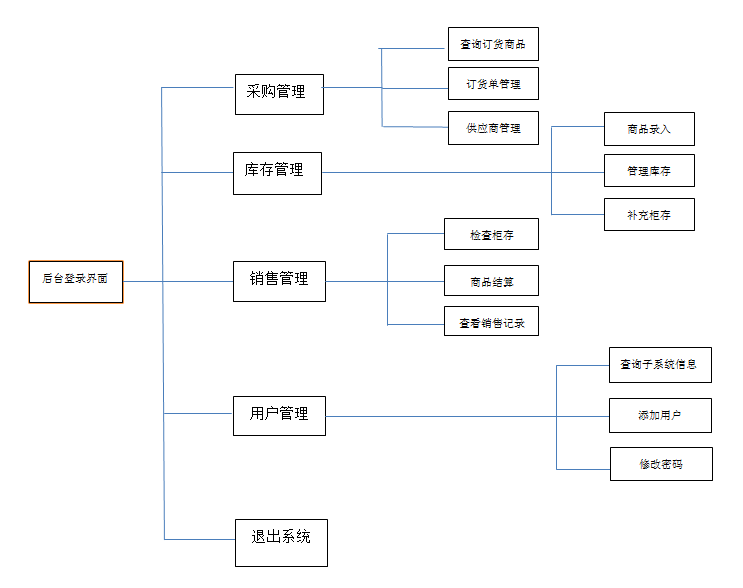 后台登录界面
采购管理
查询订货商品
订货单管理
供应商管理
库存管理
商品录入
管理库存
补充柜存
销售管理
检查柜存
商品结算
查看销售记录
用户管理
查询子系统信息
添加用户
修改密码
退出系统